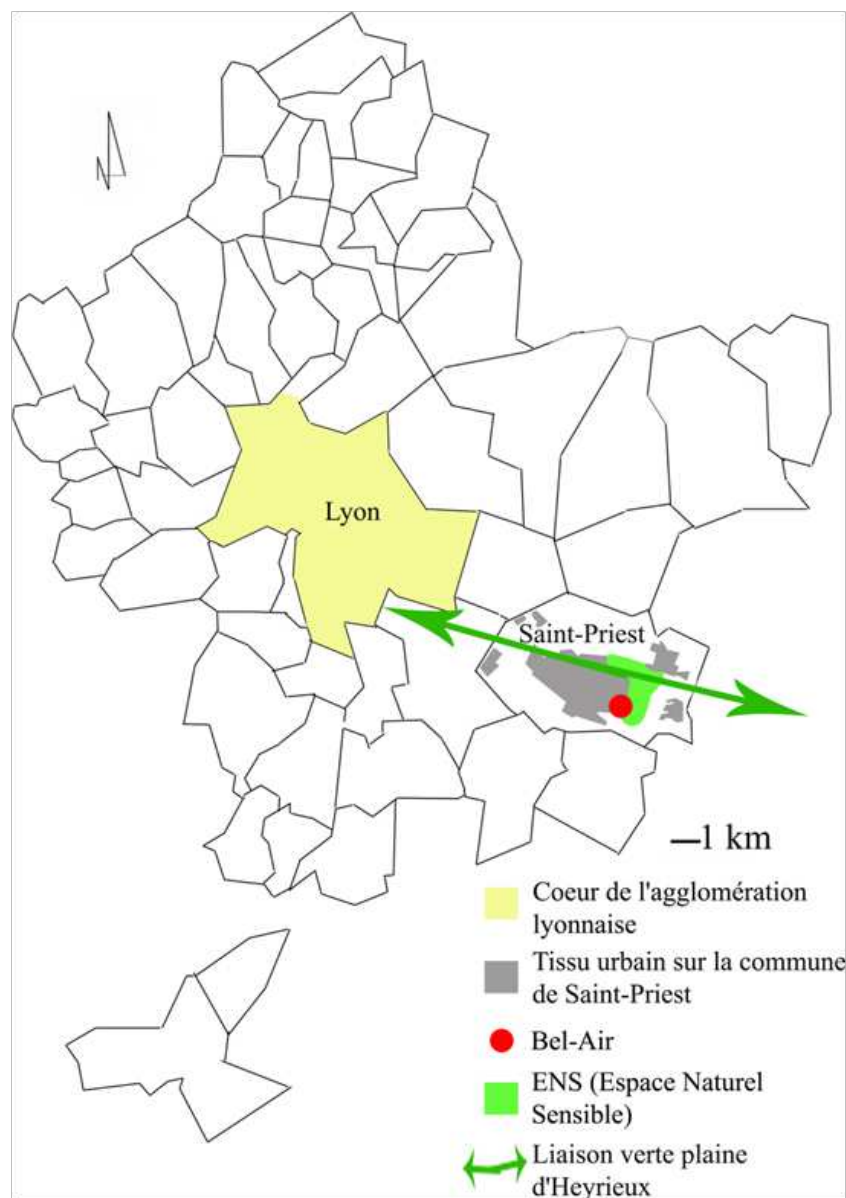 Lyon
Saint-Priest
1 km
Coeur de l'agglomération
lyonnaise
Tissu urbain sur la commune
de Saint-Priest
Bel-Air
ENS (Espace Naturel
Sensible)
Liaison verte plaine
d'Heyrieux